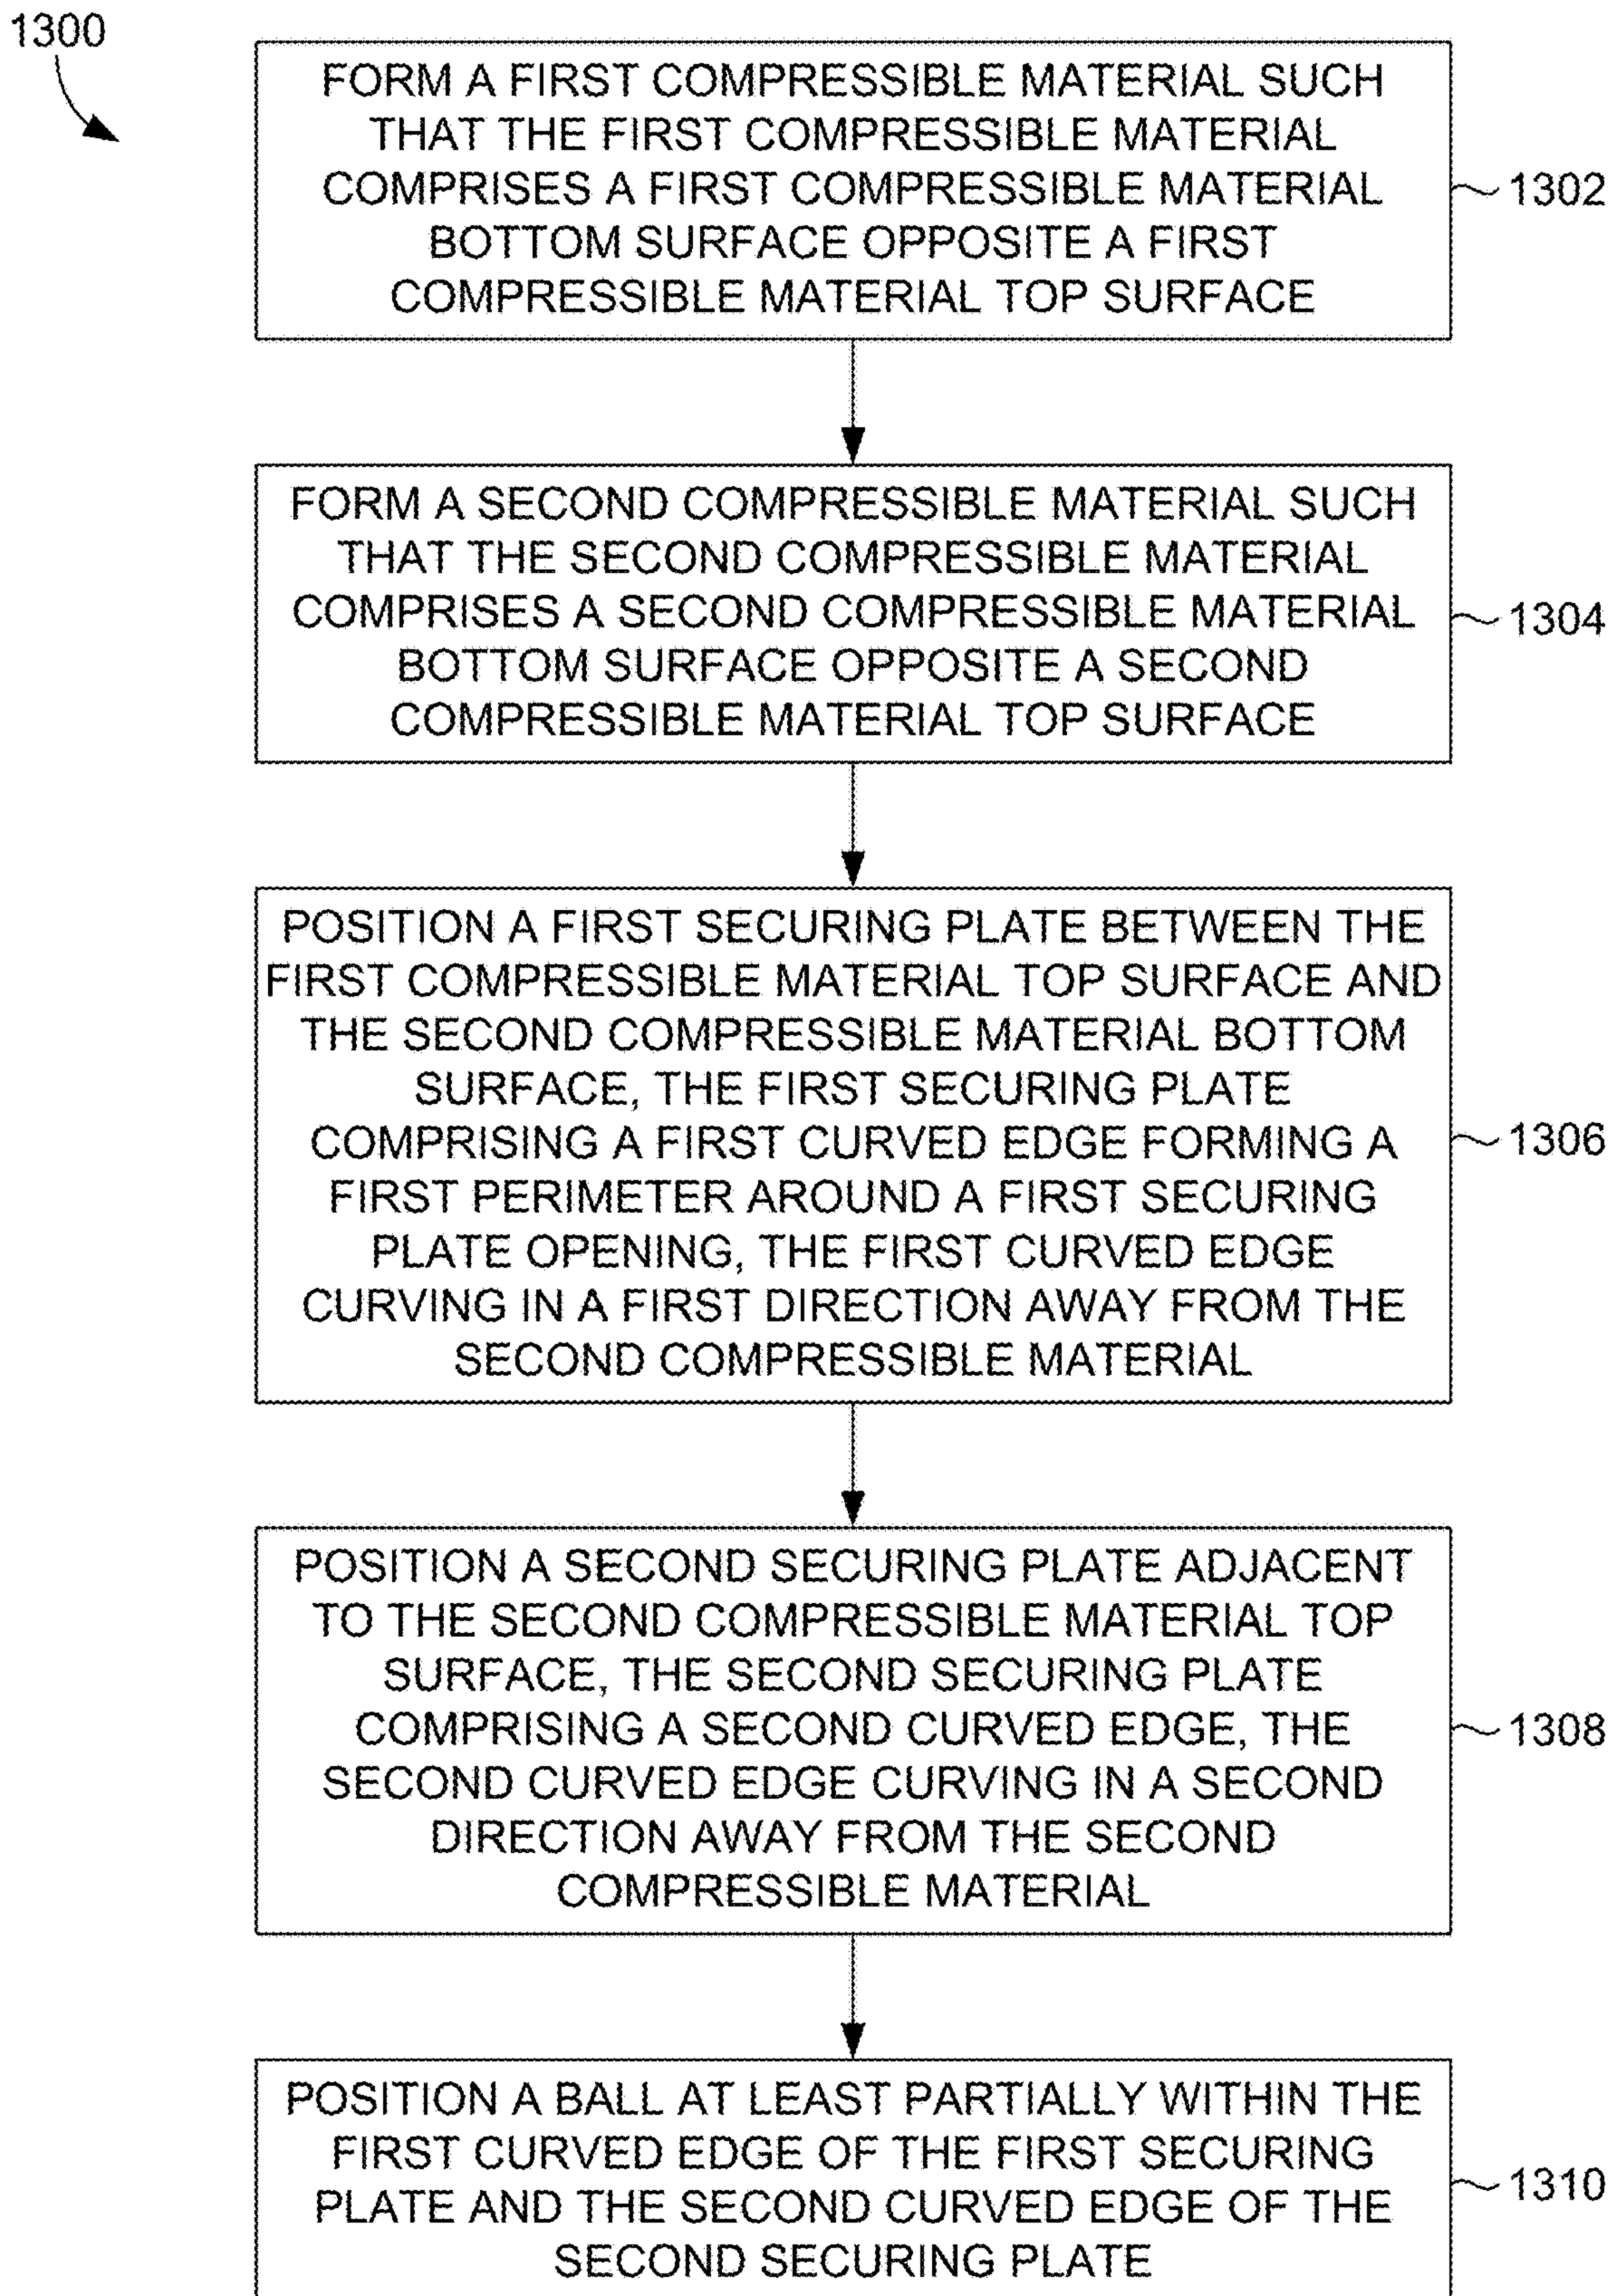 1300
FORM A FIRST COMPRESSIBLE MATERIAL SUCH
THAT THE FIRST COMPRESSIBLE MATERIAL
COMPRISES A FIRST COMPRESSIBLE MATERIAL
BOTTOM SURFACE OPPOSITE A FIRST
COMPRESSIBLE MATERIAL TOP SURFACE
1302
FORM A SECOND COMPRESSIBLE MATERIAL SUCH
THAT THE SECOND COMPRESSIBLE MATERIAL
COMPRISES A SECOND COMPRESSIBLE MATERIAL
BOTTOM SURFACE OPPOSITE A SECOND
COMPRESSIBLE MATERIAL TOP SURFACE
1304
POSITION A FIRST SECURING PLATE BETWEEN THE
FIRST COMPRESSIBLE MATERIAL TOP SURFACE AND
THE SECOND COMPRESSIBLE MATERIAL BOTTOM
SURFACE, THE FIRST SECURING PLATE
COMPRISING A FIRST CURVED EDGE FORMING A
FIRST PERIMETER AROUND A FIRST SECURING
PLATE OPENING, THE FIRST CURVED EDGE
CURVING IN A FIRST DIRECTION AWAY FROM THE
SECOND COMPRESSIBLE MATERIAL
1306
POSITION A SECOND SECURING PLATE ADJACENT
TO THE SECOND COMPRESSIBLE MATERIAL TOP
SURFACE, THE SECOND SECURING PLATE
COMPRISING A SECOND CURVED EDGE, THE
SECOND CURVED EDGE CURVING IN A SECOND
DIRECTION AWAY FROM THE SECOND
COMPRESSIBLE MATERIAL
1308
POSITION A BALL AT LEAST PARTIALLY WITHIN THE
FIRST CURVED EDGE OF THE FIRST SECURING
PLATE AND THE SECOND CURVED EDGE OF THE
SECOND SECURING PLATE
1310